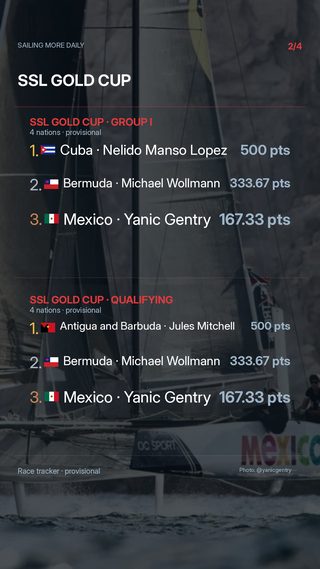 SAILING MORE DAILY
2/4
SSL GOLD CUP
SSL GOLD CUP · GROUP I
4 nations · provisional
1. Cuba · Nelido Manso Lopez 500 pts
2. Bermuda · Michael Wollmann 333.67 pts
3. Mexico · Yanic Gentry 167.33 pts
SSL GOLD CUP · QUALIFYING
4 nations · provisional
1. Antigua and Barbuda · Jules Mitchell 500 pts
2. Bermuda · Michael Wollmann 333.67 pts
3. Mexico · Yanic Gentry 167.33 pts
SPORT
MexIco
Race tracker · provisional
Photo: @yanicgentry